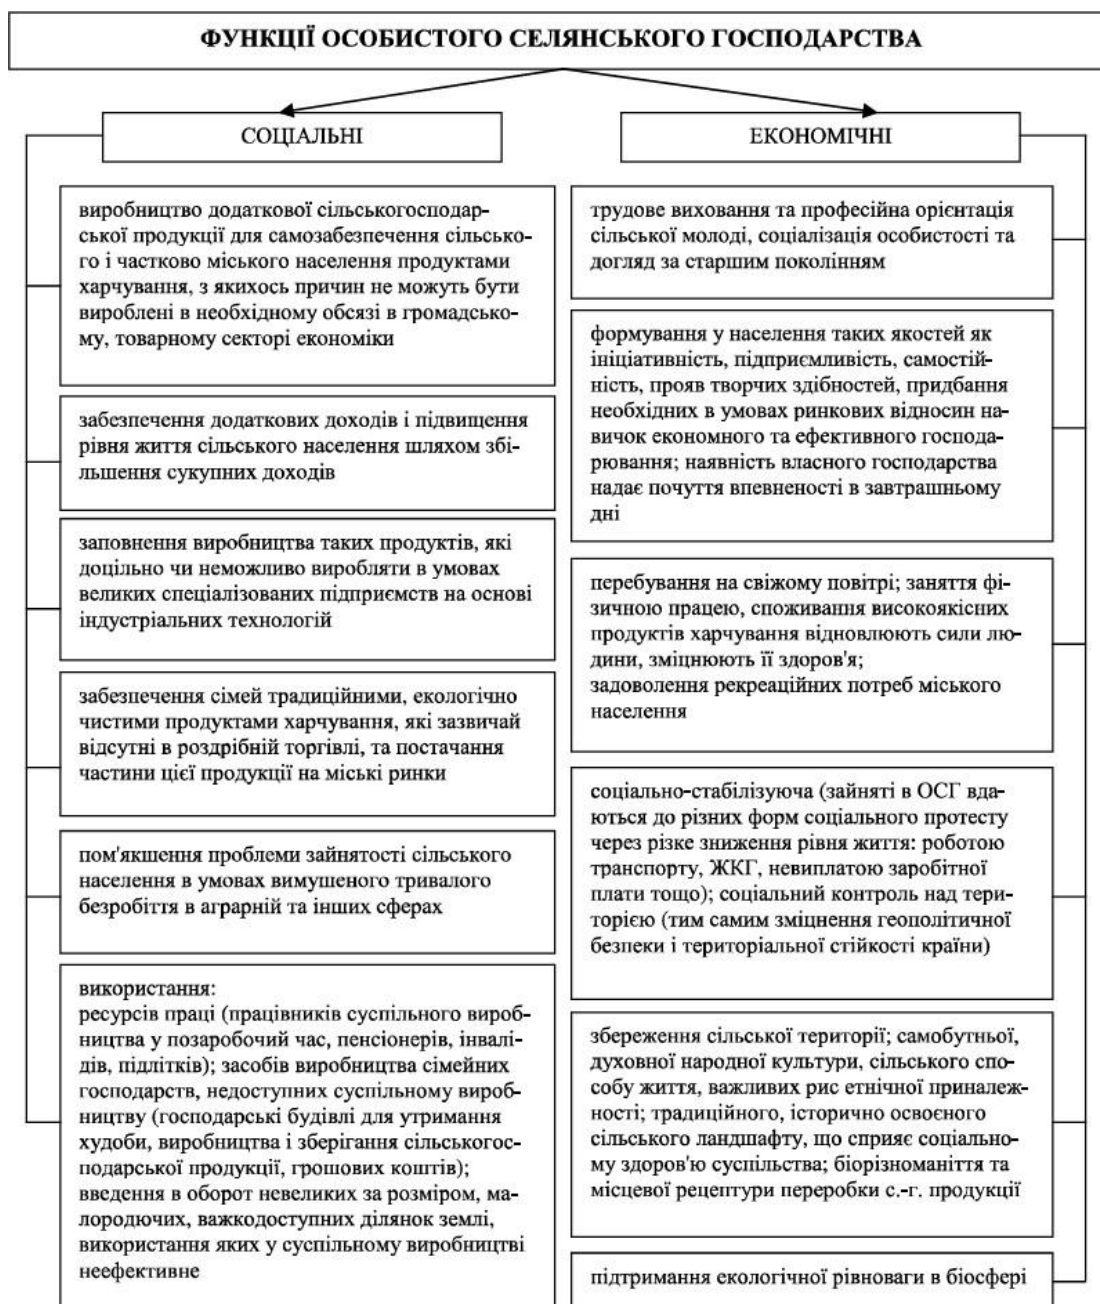 ФУНКЦІЇ ОСОБИСТОГО СЕЛЯНСЬКОГО ГОСПОДАРСТВА
СОЦІАЛЬНІ
виробництво додаткової сільськогосподар-
ської продукції для самозабезпечення сільсько-
го і частково міського населення продуктами
харчування, з якихось причин не можуть бути
вироблені в необхідному обсязі в громадсько-
му, товарному секторі економіки
забезпечення додаткових доходів і підвищення
рівня життя сільського населення шляхом збі-
льшення сукупних доходів
заповнення виробництва таких продуктів, які
доцільно чи неможливо виробляти в умовах
великих спеціалізованих підприємств на основі
індустріальних технологій
забезпечення сімей традиційними, екологічно
чистими продуктами харчування, які зазвичай
відсутні в роздрібній торгівлі, та постачання
частини цієї продукції на міські ринки
пом'якшення проблеми зайнятості сільського
населення в умовах вимушеного тривалого
безробіття в аграрній та інших сферах
використання:
ресурсів праці (працівників суспільного вироб-
ництва у позаробочий час, пенсіонерів, інвалі-
дів, підлітків); засобів виробництва сімейних
господарств, недоступних суспільному вироб-
ництву (господарські будівлі для утримання
худоби, виробництва і зберігання сільськогос-
подарської продукції, грошових коштів);
введення в оборот невеликих за розміром, ма-
лородючих, важкодоступних ділянок землі,
використання яких у суспільному виробництві
неефективне
ЕКОНОМІЧНІ
трудове виховання та професійна орієнтація
сільської молоді, соціалізація особистості та
догляд за старшим поколінням
формування у населення таких якостей як
ініціативність, підприємливість, самостій-
ність, прояв творчих здібностей, придбання
необхідних в умовах ринкових відносин на-
вичок економного та ефективного господа-
рювання; наявність власного господарства
надає почуття впевненості в завтрашньому
дні
перебування на свіжому повітрі; заняття фі-
зичною працею, споживання високоякісних
продуктів харчування відновлюють сили лю-
дини, зміцнюють її здоров'я;
задоволення рекреаційних потреб міського
населення
соціально-стабілізуюча (зайняті в ОСГ вда-
ються до різних форм соціального протесту
через різке зниження рівня життя: роботою
транспорту, ЖКГ, невиплатою заробітної
плати тощо); соціальний контроль над тери-
торією (тим самим зміцнення геополітичної
безпеки і територіальної стійкості країни)
збереження сільської території; самобутньої,
духовної народної культури, сільського спо-
собу життя, важливих рис етнічної приналеж-
ності; традиційного, історично освоєного
сільського ландшафту, що сприяє соціально-
му здоров'ю суспільства; біорізноманіття та
місцевої рецептури переробки с.-г. продукції
підтримання екологічної рівноваги в біосфері